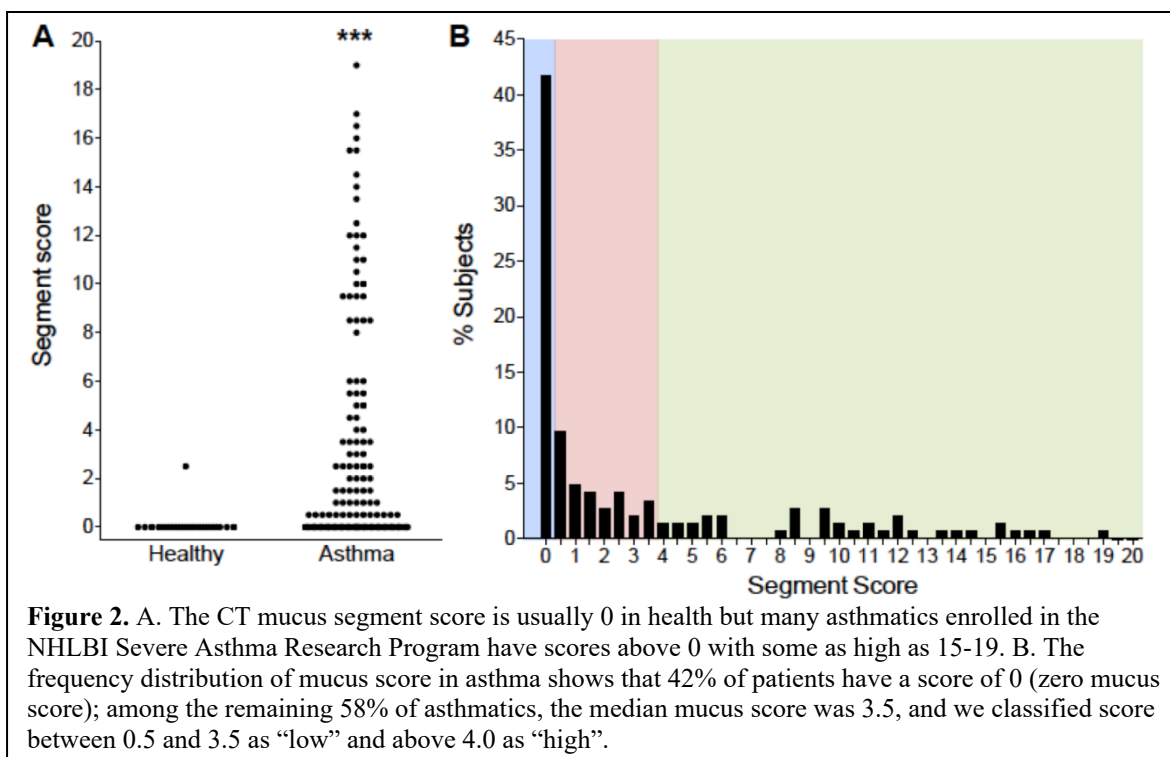 A
***
20
18
16
14
12
10
8
6
4
2
0
Segment score
Healthy
Asthma
B
45
40
35
30
25
20
15
10
5
0
% Subjects
0 1 2 3 4 5 6 7 8 9 10 11 12 13 14 15 16 17 18 19 20
Segment Score
Figure 2. A. The CT mucus segment score is usually 0 in health but many asthmatics enrolled in the
NHLBI Severe Asthma Research Program have scores above 0 with some as high as 15-19. B. The
frequency distribution of mucus score in asthma shows that 42% of patients have a score of 0 (zero mucus
score); among the remaining 58% of asthmatics, the median mucus score was 3.5, and we classified score
between 0.5 and 3.5 as “low” and above 4.0 as “high”.